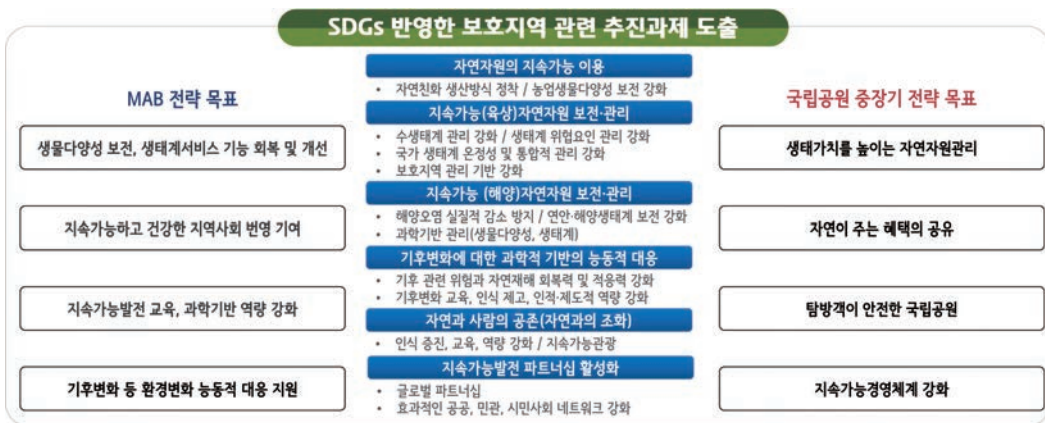 SDGs 반영한 보호지역 관련 추진과제 도출
MAB 전략 목표
생물다양성 보전, 생태계서비스 기능 회복 및 개선
지속가능하고 건강한 지역사회 번영 기여
지속가능발전 교육, 과학기반 역량 강화
기후변화 등 환경변화 능동적 대응 지원
자연자원의 지속가능 이용
• 자연친화 생산방식 정착 / 농업생물다양성 보전 강화
지속가능(육상)자연자원 보전·관리
• 수생태계 관리 강화 / 생태계 위협요인 관리 강화
• 국가 생태계 온정성 및 통합적 관리 강화
• 보호지역 관리 기반 강화
지속가능 (해양)자연자원 보전·관리
• 해양오염 실질적 감소 방지 / 연안·해양생태계 보전 강화
• 과학기반 관리(생물다양성, 생태계)
기후변화에 대한 과학적 기반의 능동적 대응
• 기후 관련 위험과 자연재해 회복력 및 적응력 강화
• 기후변화 교육, 인식 제고, 인적·제도적 역량 강화
자연과 사람의 공존(자연과의 조화)
• 인식 증진, 교육, 역량 강화 / 지속가능관광
지속가능발전 파트너십 활성화
• 글로벌 파트너십
• 효과적인 공공, 민관, 시민사회 네트워크 강화
국립공원 중장기 전략 목표
생태가치를 높이는 자연자원관리
자연이 주는 혜택의 공유
탐방객이 안전한 국립공원
지속가능경영체계 강화